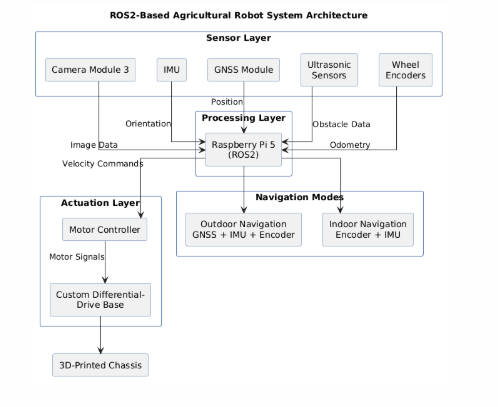 ROS2-Based Agricultural Robot System Architecture
Sensor Layer
Camera Module 3
IMU
GNSS Module
Ultrasonic
Sensors
Wheel
Encoders
Position
Processing Layer
Orientation
Obstacle Data
Image Data
Raspberry Pi 5
(ROS2)
Odometry
Velocity Commands
Actuation Layer
Motor Controller
Motor Signals
Custom Differential-
Drive Base
3D-Printed Chassis
Navigation Modes
Outdoor Navigation
GNSS + IMU + Encoder
Indoor Navigation
Encoder + IMU